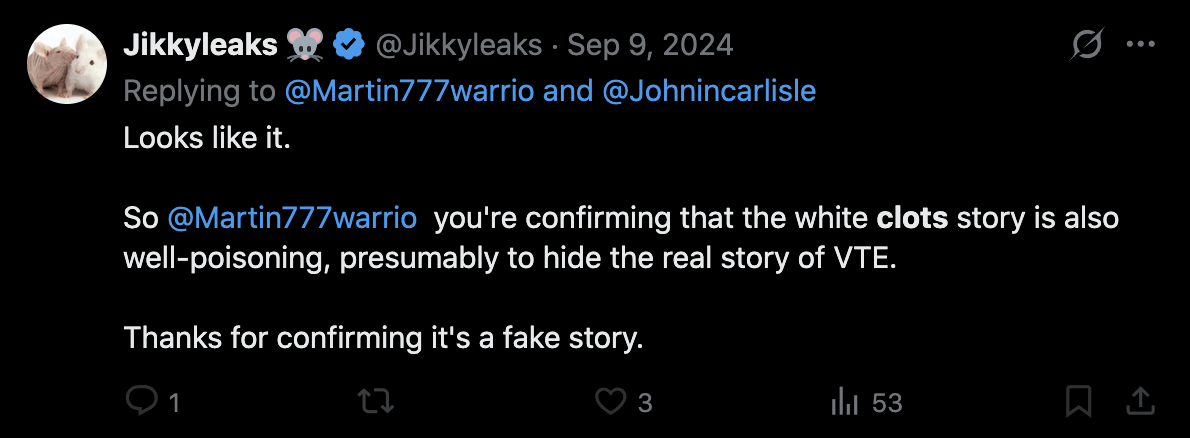 Jikkyleaks 🐭 @Jikkyleaks · Sep 9, 2024
Replying to @Martin777warrio and @Johnincarlisle
Looks like it.
So @Martin777warrio you're confirming that the white clots story is also
well-poisoning, presumably to hide the real story of VTE.
Thanks for confirming it's a fake story.
1 3 53